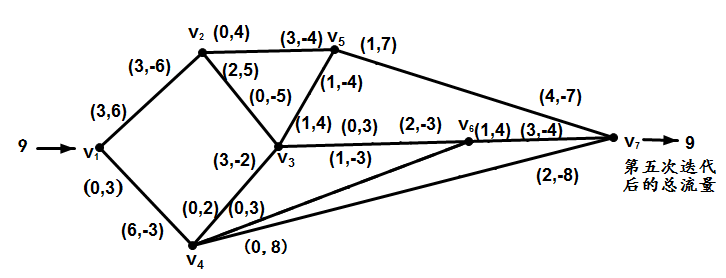 v2 (0,4) (3,-4) v5 (1,7)
(3,-6) (2,5) (1,-4)
(0,-5) (4,-7)
(3,6) (1,4) (0,3) (2,-3) v6 (1,4) (3,-4) v7 9
9 v1 (3,-2) v3 (1,-3)
第五次迭代
后的总流量
(0,3) (2,-8)
(0,2) (0,3)
(6,-3) (0, 8)
v4